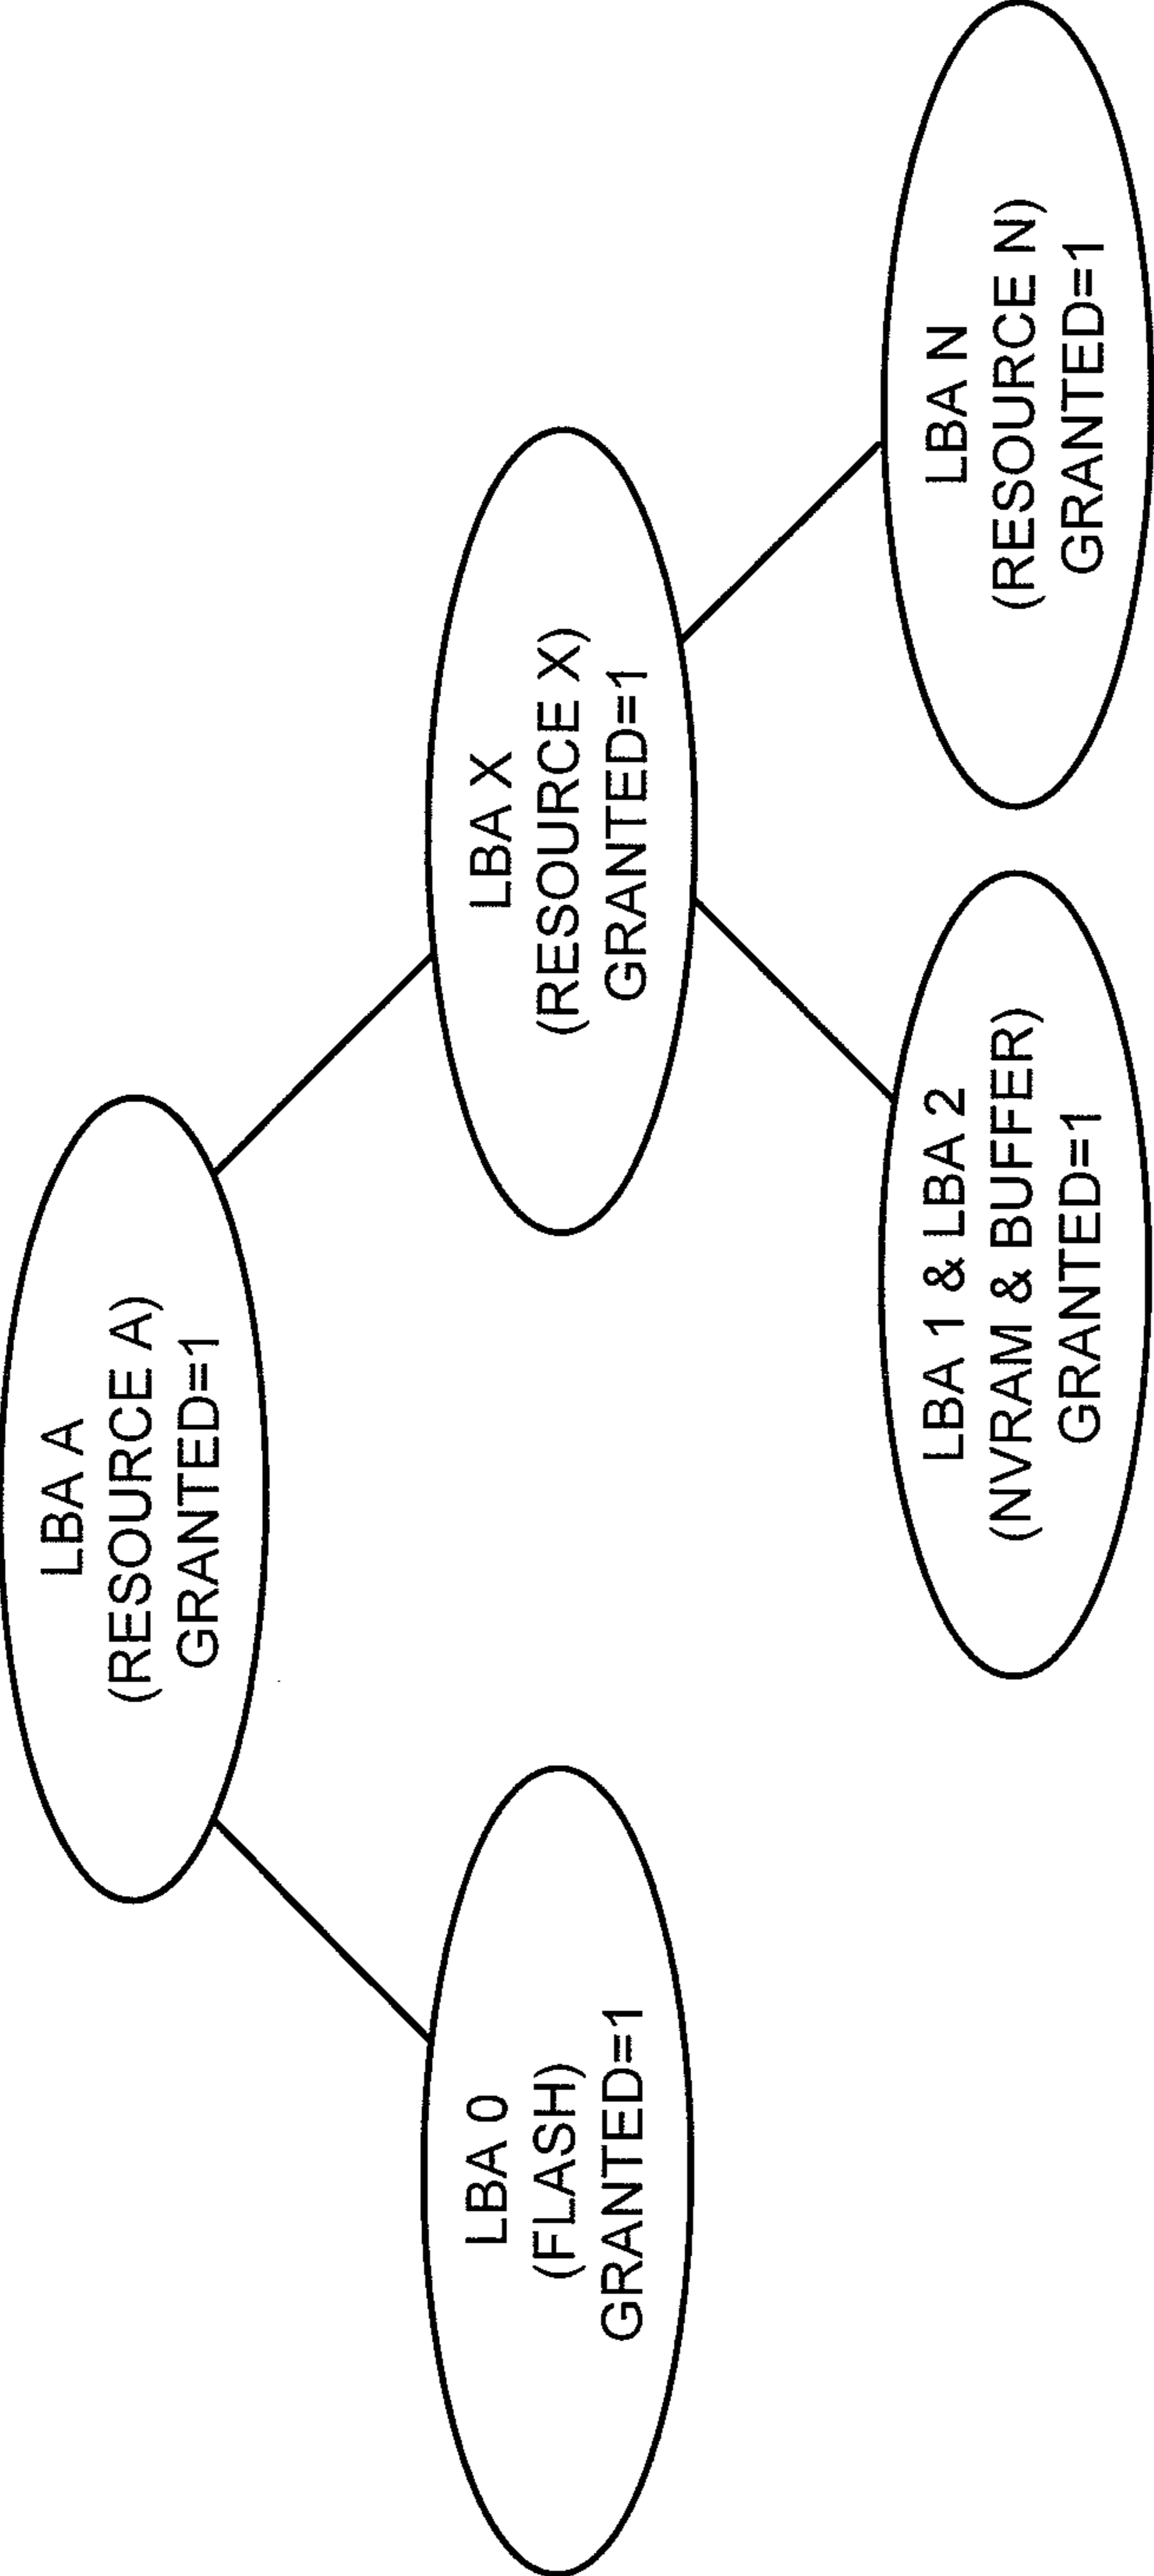 LBA A
(RESOURCE A)
GRANTED=1
LBA 0
(FLASH)
GRANTED=1
LBA X
(RESOURCE X)
GRANTED=1
LBA 1 & LBA 2
(NVRAM & BUFFER)
GRANTED=1
LBA N
(RESOURCE N)
GRANTED=1